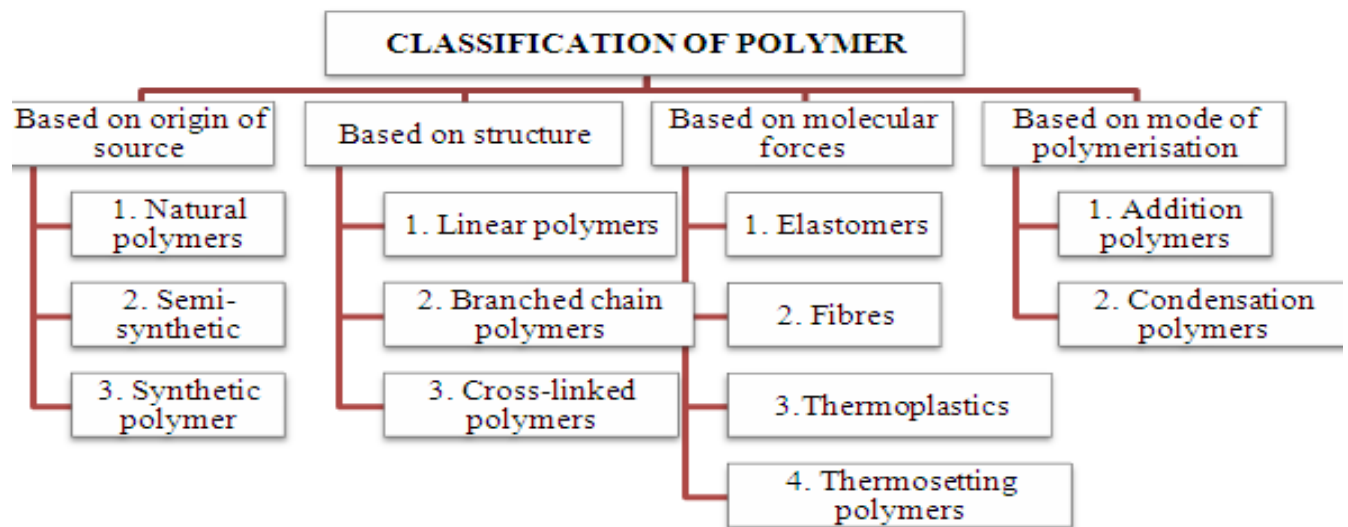 CLASSIFICATION OF POLYMER
Based on origin of
source
1. Natural
polymers
2. Semi-
synthetic
3. Synthetic
polymer
Based on structure
1. Linear polymers
2. Branched chain
polymers
3. Cross-linked
polymers
Based on molecular
forces
1. Elastomers
2. Fibres
3.Thermoplastics
4. Thermosetting
polymers
Based on mode of
polymerisation
1. Addition
polymers
2. Condensation
polymers